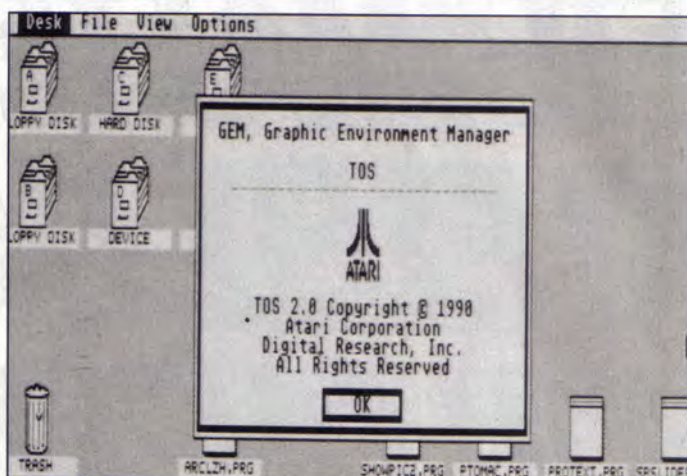 Desk File View Options
A C E
LOPPY DISK HARD DISK
GEM, Graphic Environment Manager
TOS
B D
LOPPY DISK DEVICE
ATARI
TOS 2.0 Copyright © 1990
Atari Corporation
Digital Research, Inc.
All Rights Reserved
OK
TRASH ARCLZH.PRG SHOWPIC2.PRG PTOMAC.PRG PROTEXT.PRG